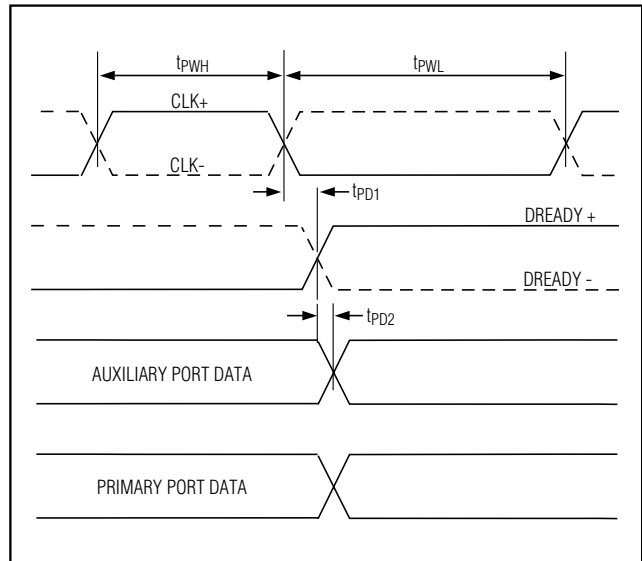 tPWH tPWL
CLK+
CLK-
tPD1
DREADY +
DREADY -
tPD2
AUXILIARY PORT DATA
PRIMARY PORT DATA